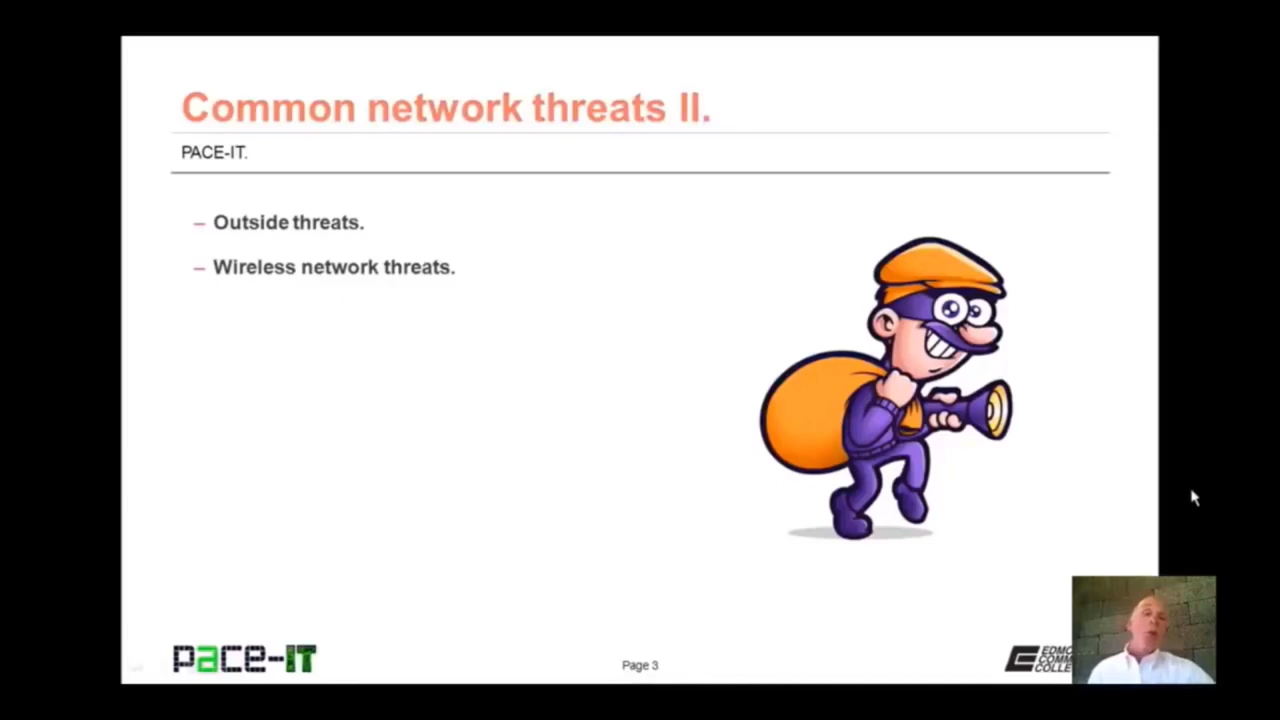 Common network threats II.
PACE-IT.
– Outside threats.
– Wireless network threats.
pace-IT
Page 3